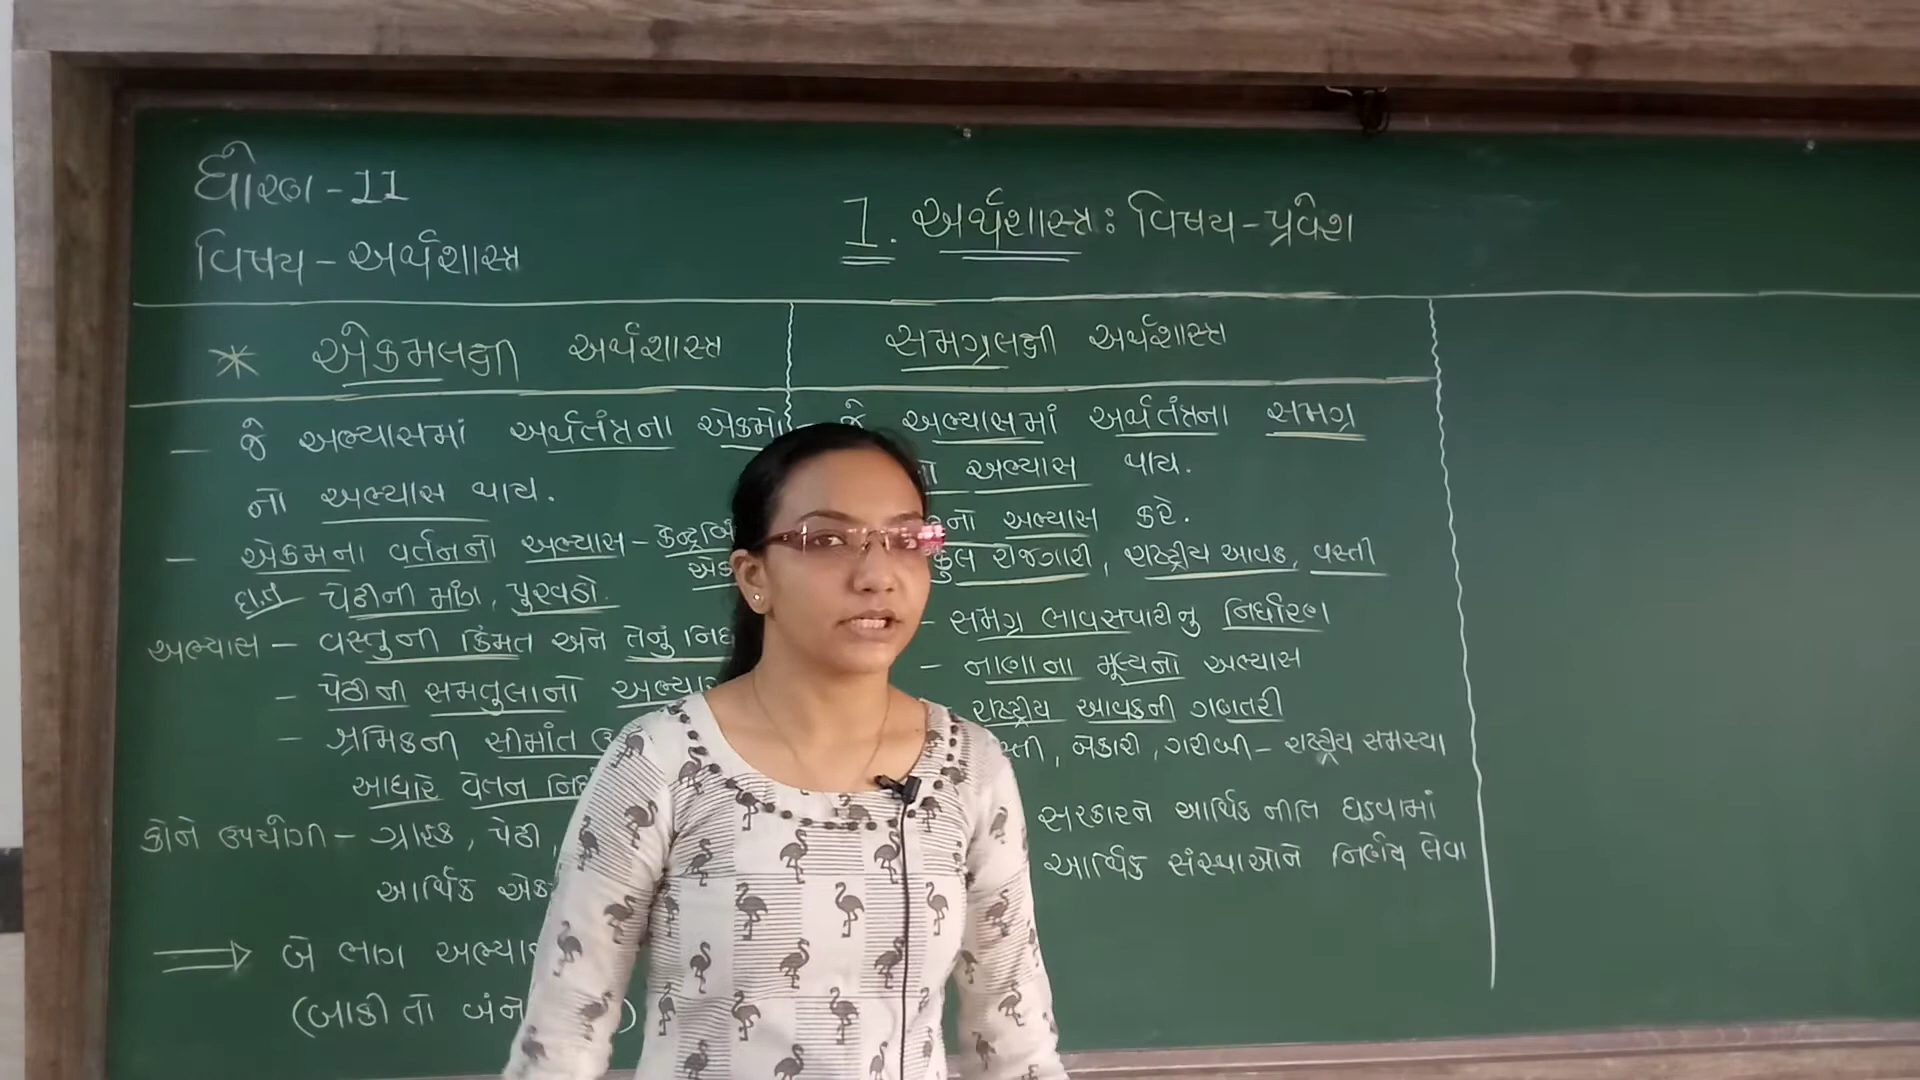 ધોરણ - 11
વિષય - અર્થશાસ્ત્ર
1. અર્થશાસ્ત્ર : વિષય - પ્રવેશ
* એકમલક્ષી અર્થશાસ્ત્ર
– જે અભ્યાસમાં અર્થતંત્રના એકમો
નો અભ્યાસ થાય.
– એકમના વર્તનનો અભ્યાસ –
દા.ત પેઢીની માંગ, પુરવઠો.
અભ્યાસ – વસ્તુની કિંમત અને તેનું
– પેઢીની સમતુલાનો
– શ્રમિકની સીમાંત
આધારે વેતન
કોને ઉપયોગી – ગ્રાહક, પેઢી,
આર્થિક
⇒ બે ભાગ
(બાકી તો બંને )
સમગ્રલક્ષી અર્થશાસ્ત્ર
– જે અભ્યાસમાં અર્થતંત્રના સમગ્ર
અભ્યાસ થાય.
અભ્યાસ કરે.
કુલ રોજગારી, રાષ્ટ્રીય આવક, વસ્તી
– સમગ્ર ભાવસપાટીનુ નિર્ધારણ
– નાણાના મૂલ્યનો અભ્યાસ
રાષ્ટ્રીય આવકની ગણતરી
બેકારી, ગરીબી – રાષ્ટ્રીય સમસ્યા
સરકારને આર્થિક નીતિ ઘડવામાં
આર્થિક સંસ્થાઓને નિર્ણય લેવા